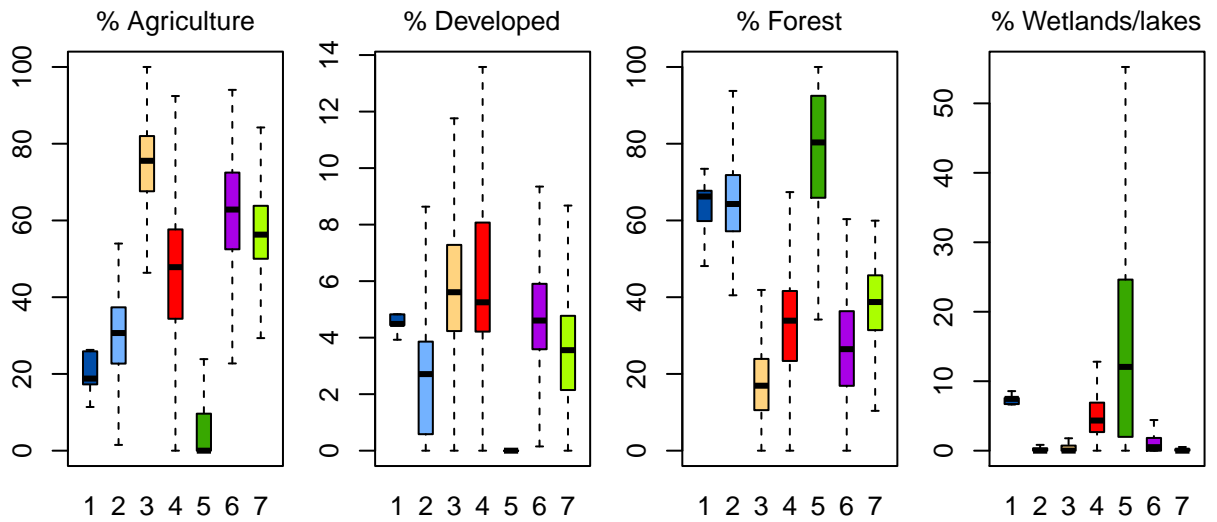 % Agriculture
0 20 40 60 80 100
1 2 3 4 5 6 7
% Developed
0 2 4 6 8 10 12 14
1 2 3 4 5 6 7
% Forest
0 20 40 60 80 100
1 2 3 4 5 6 7
% Wetlands/lakes
0 10 20 30 40 50
1 2 3 4 5 6 7